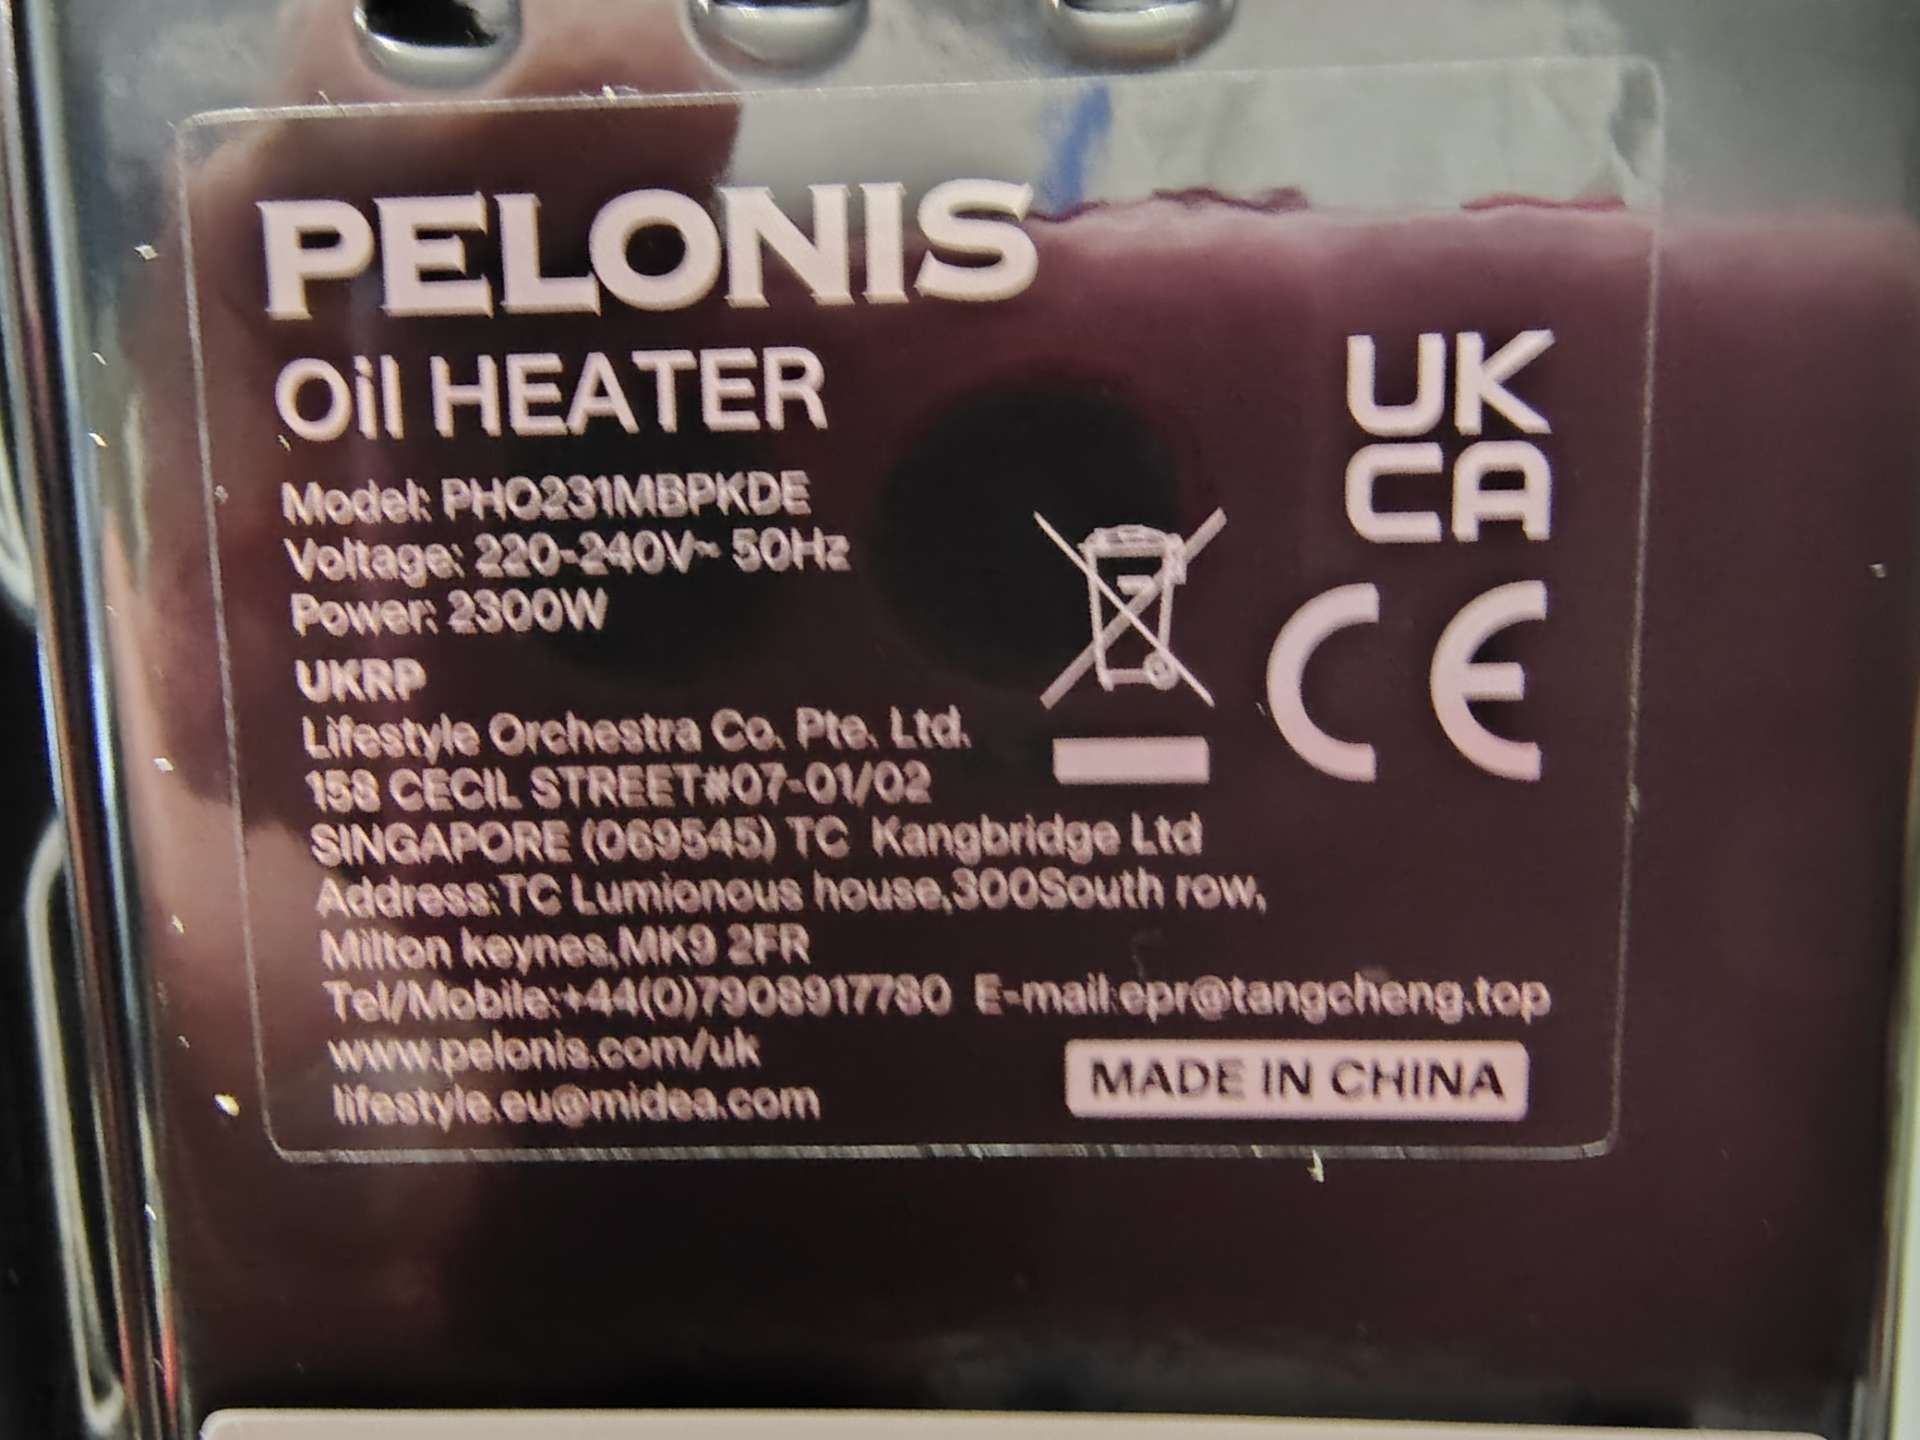 PELONIS
Oil HEATER
Model: PHO231MBPKDE
Voltage: 220-240V~ 50Hz
Power: 2300W
UKRP
Lifestyle Orchestra Co. Pte. Ltd.
158 CECIL STREET#07-01/02
SINGAPORE (069545) TC Kangbridge Ltd
Address:TC Lumionous house,300South row,
Milton keynes,MK9 2FR
Tel/Mobile:+44(0)7908917780 E-mail:epr@tangcheng.top
www.pelonis.com/uk
lifestyle.eu@midea.com
UK
CA
CE
MADE IN CHINA